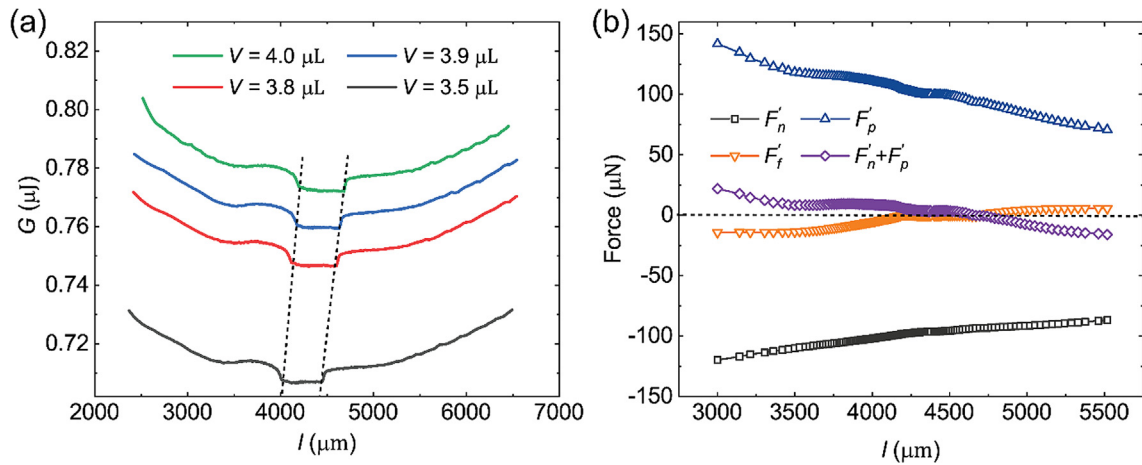 (a)
0.82
0.80
0.78
0.76
0.74
0.72
G (μJ)
V = 4.0 μL
V = 3.9 μL
V = 3.8 μL
V = 3.5 μL
2000 3000 4000 5000 6000 7000
l (μm)
(b)
150
100
50
0
-50
-100
-150
Force (μN)
F'n
F'p
F'f
F'n+F'p
3000 3500 4000 4500 5000 5500
l (μm)